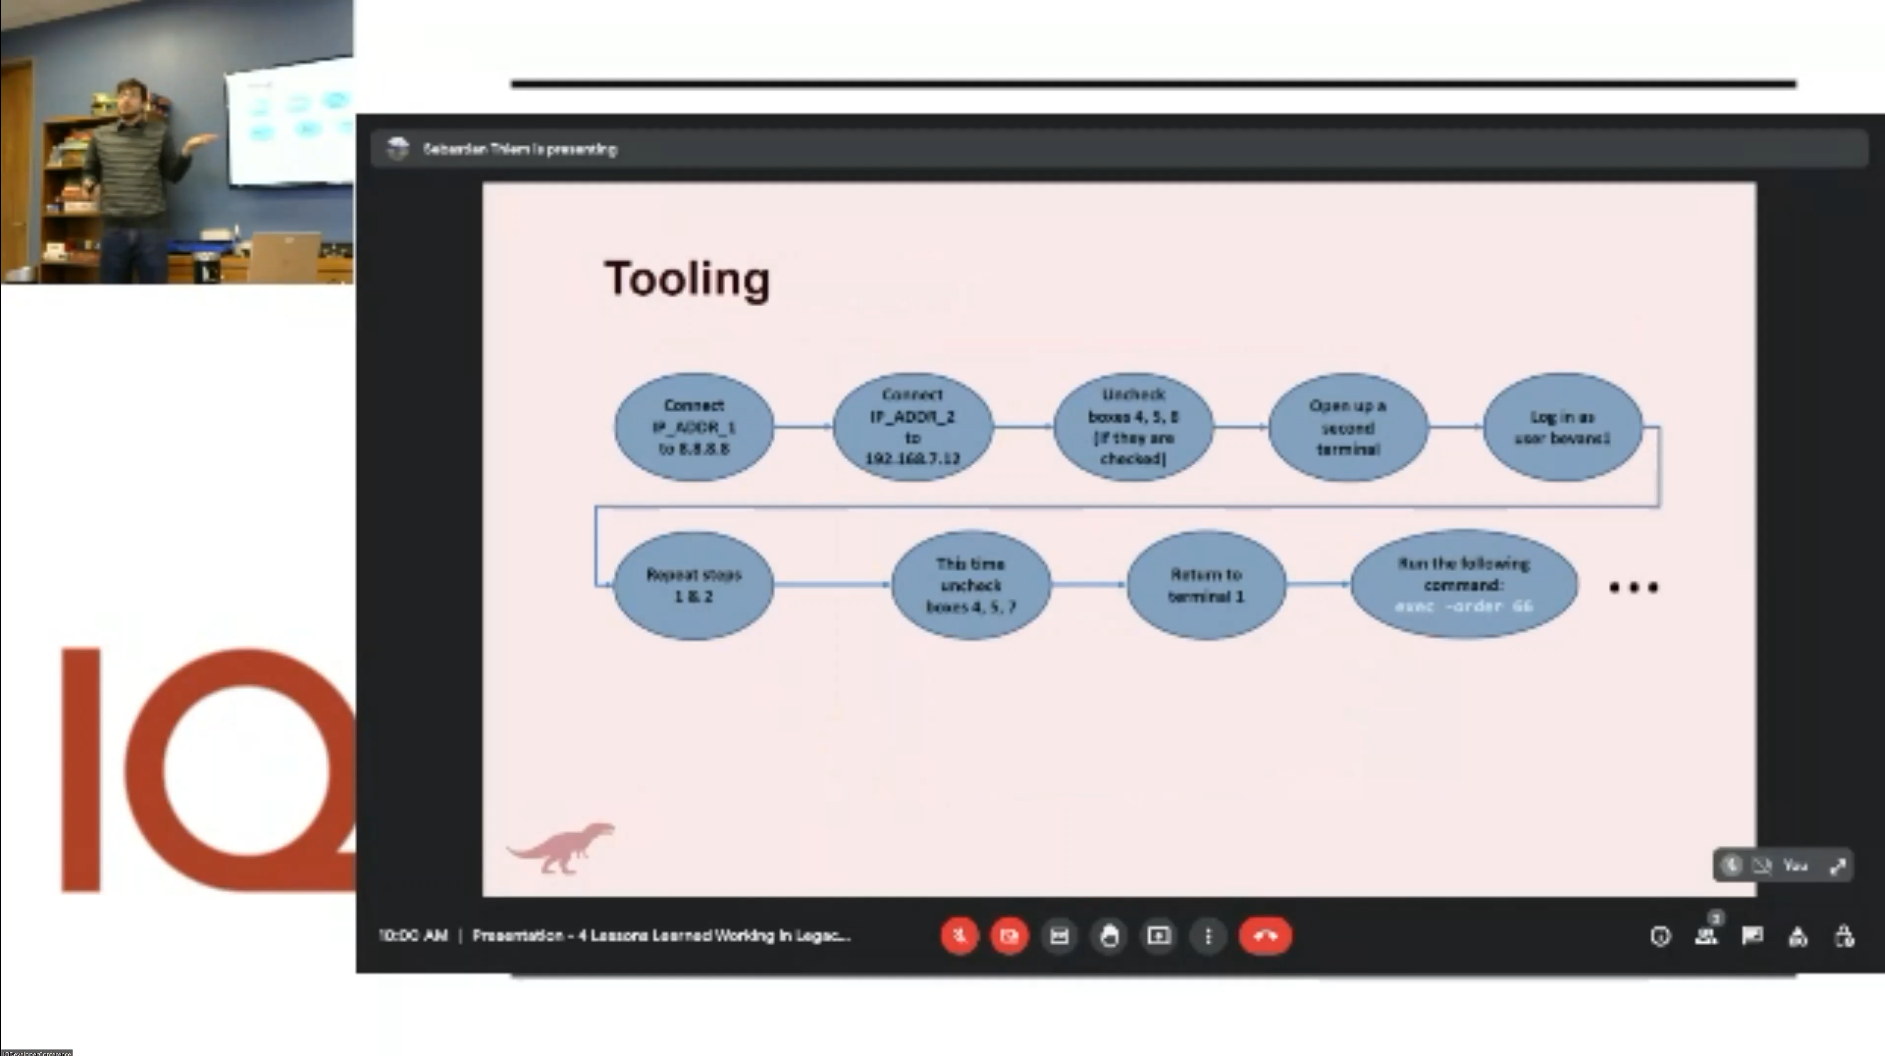 Sebastian Thiem is presenting
Tooling
Connect
IP_ADDR_1
to 8.8.8.8
Connect
IP_ADDR_2
to
192.168.7.12
Uncheck
boxes 4, 5, 8
(if they are
checked)
Open up a
second
terminal
Log in as
user bevans1
Repeat steps
1 & 2
This time
uncheck
boxes 4, 5, 7
Return to
terminal 1
Run the following
command:
exec -order 66
...
IQ
You
10:00 AM | Presentation - 4 Lessons Learned Working in Legac...
3